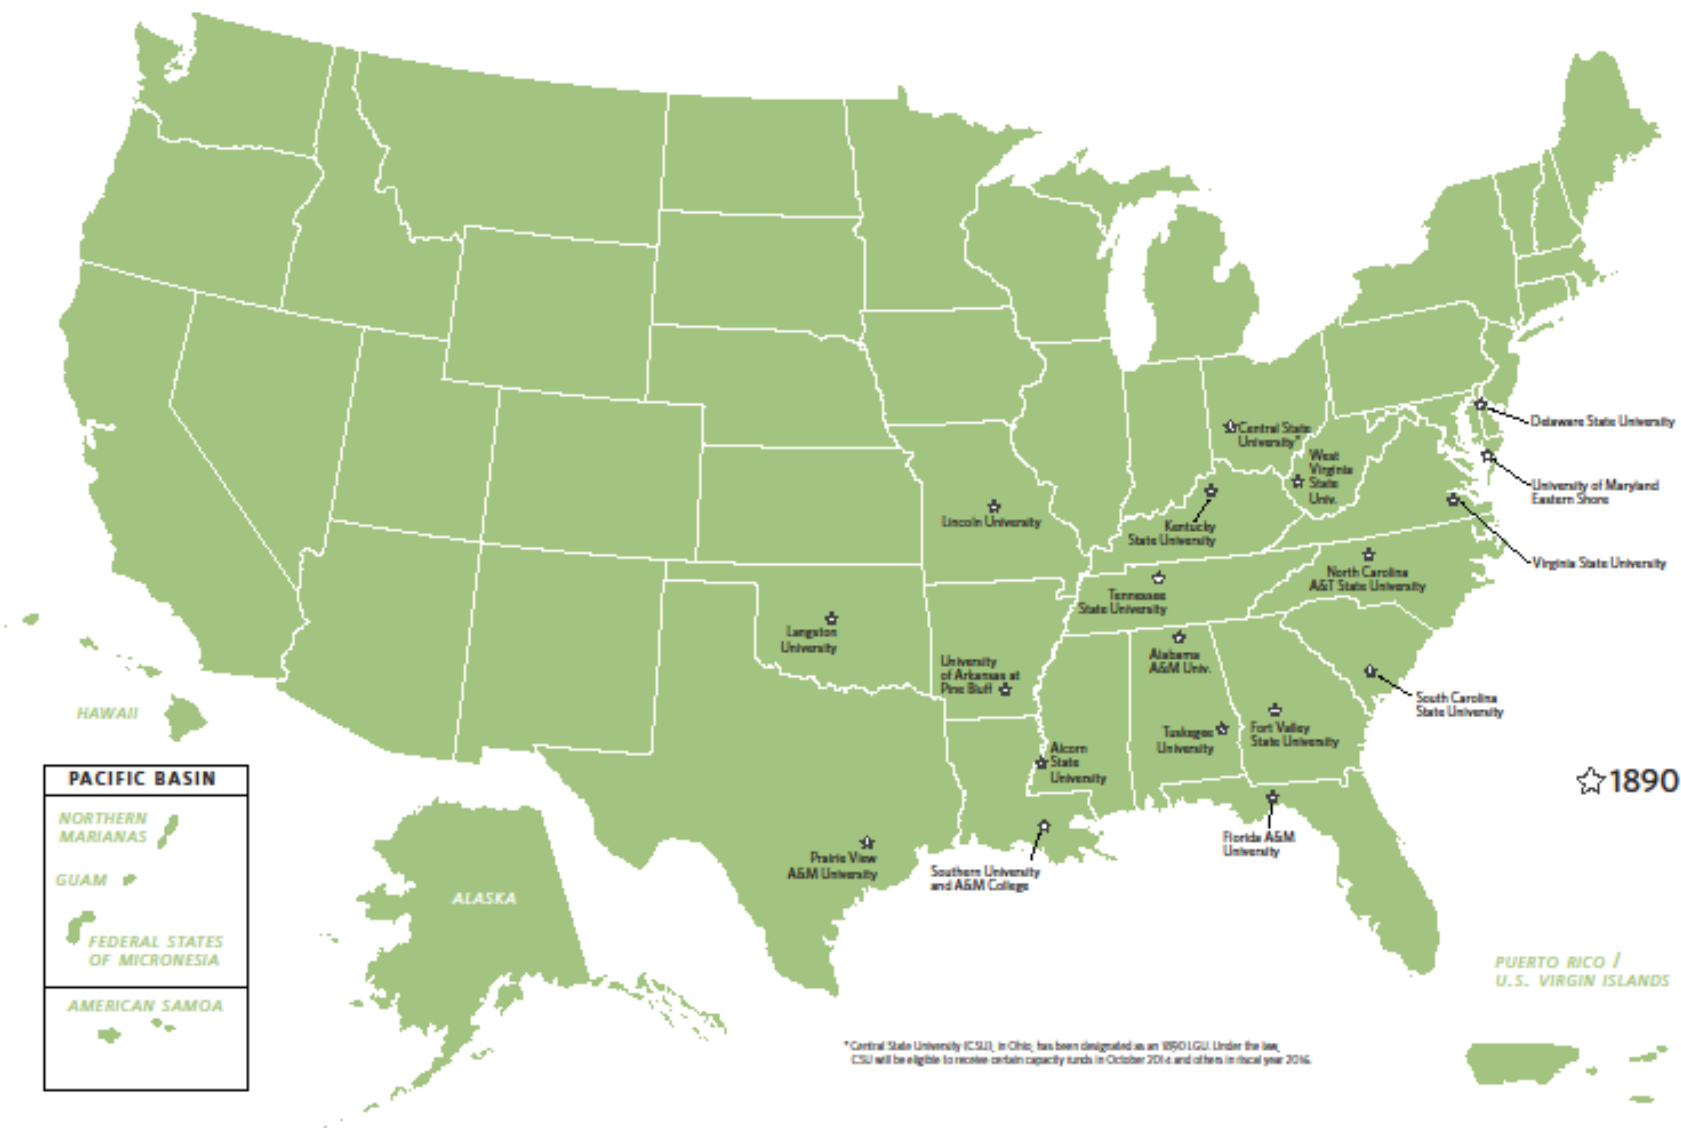 Delaware State University
Central State
University*
West
Virginia
State
Univ.
University of Maryland
Eastern Shore
Lincoln University
Kentucky
State University
Virginia State University
North Carolina
A&T State University
Tennessee
State University
Langston
University
Alabama
A&M Univ.
University
of Arkansas at
Pine Bluff
South Carolina
State University
HAWAII
Tuskegee
University
Fort Valley
State University
Alcorn
State
University
1890
PACIFIC BASIN
NORTHERN
MARIANAS
GUAM
FEDERAL STATES
OF MICRONESIA
AMERICAN SAMOA
Florida A&M
University
Prairie View
A&M University
Southern University
and A&M College
ALASKA
PUERTO RICO /
U.S. VIRGIN ISLANDS
*Central State University (CSU), in Ohio, has been designated as an 1890 LGU. Under the law,
CSU will be eligible to receive certain capacity funds in October 2014 and others in fiscal year 2016.